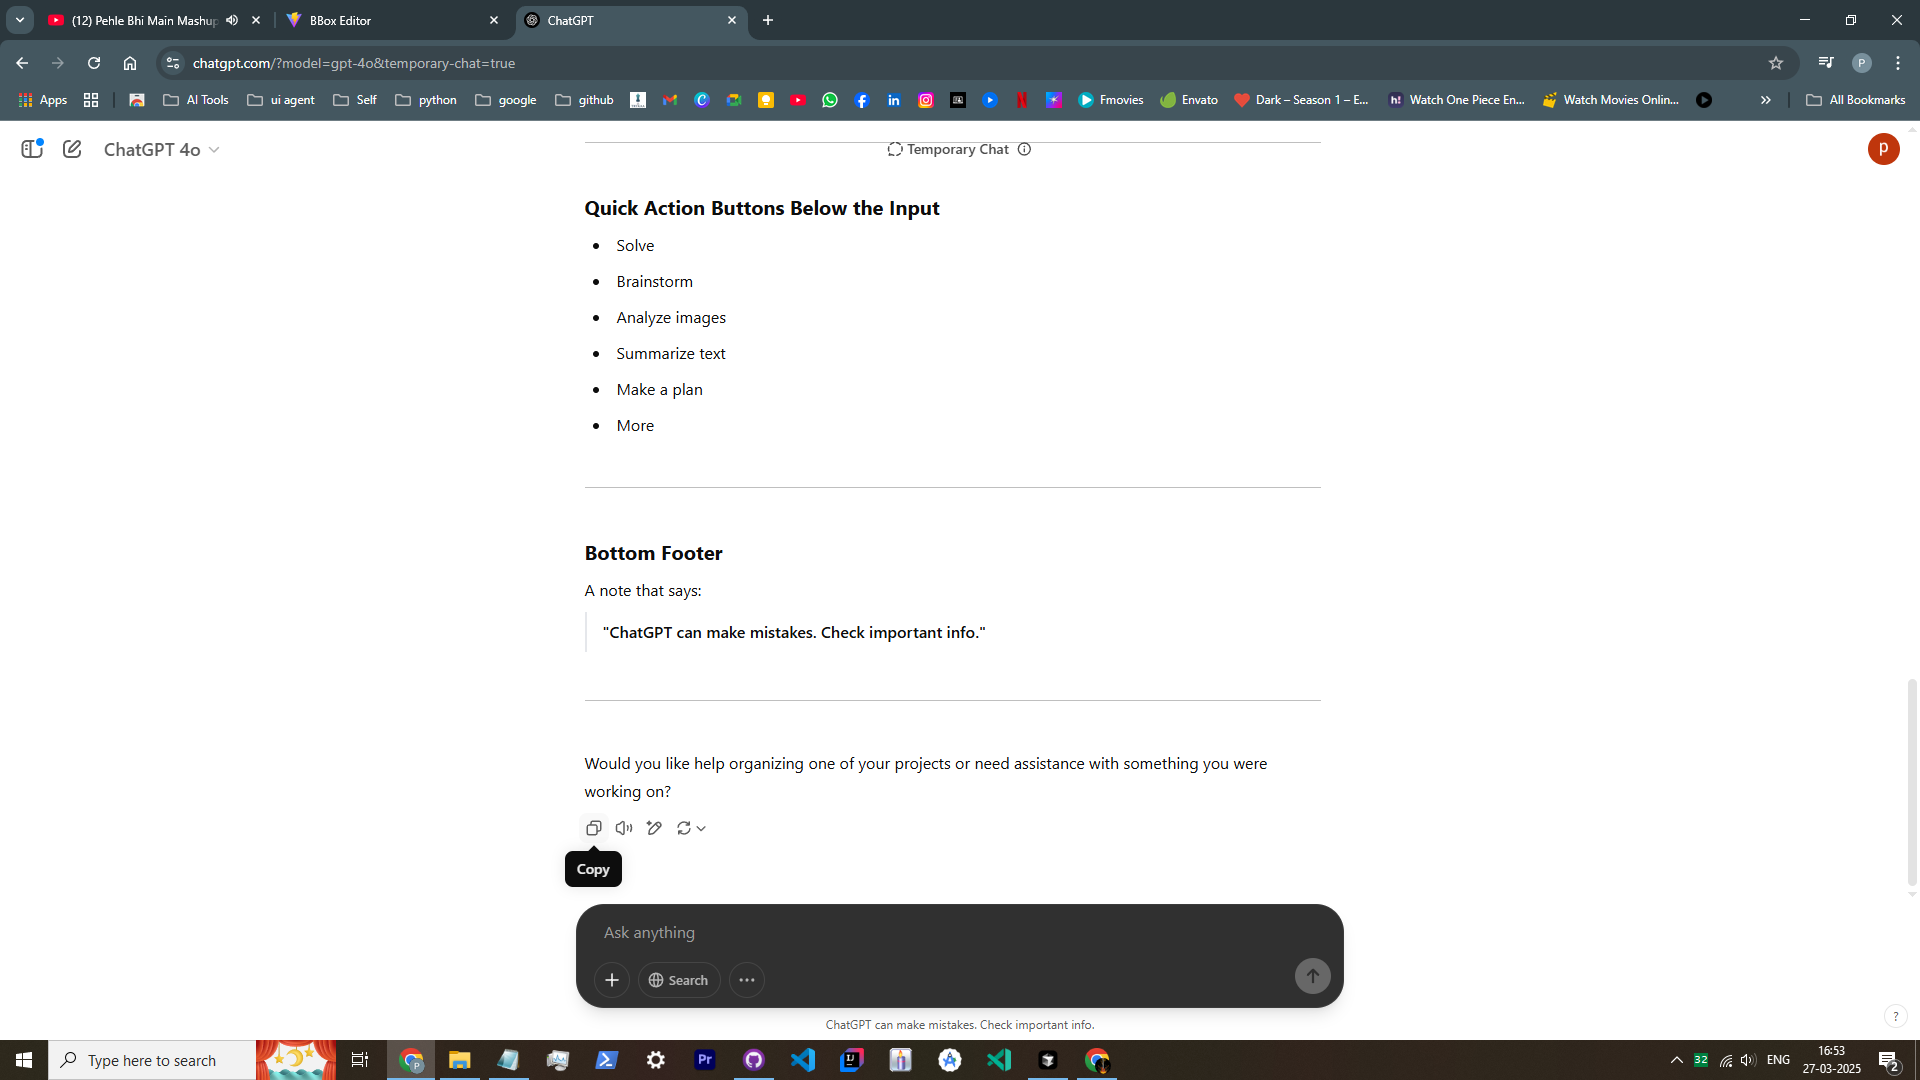 (12) Pehle Bhi Main Mashup
BBox Editor
ChatGPT
chatgpt.com/?model=gpt-4o&temporary-chat=true
P
Apps
AI Tools
ui agent
Self
python
google
github
Fmovies
Envato
Dark – Season 1 – E...
Watch One Piece En...
Watch Movies Onlin...
All Bookmarks
ChatGPT 4o
Temporary Chat
p
Quick Action Buttons Below the Input
Solve
Brainstorm
Analyze images
Summarize text
Make a plan
More
Bottom Footer
A note that says:
"ChatGPT can make mistakes. Check important info."
Would you like help organizing one of your projects or need assistance with something you were
working on?
Copy
Ask anything
Search
ChatGPT can make mistakes. Check important info.
?
Type here to search
P
Pr
32
ENG
16:53
27-03-2025
2